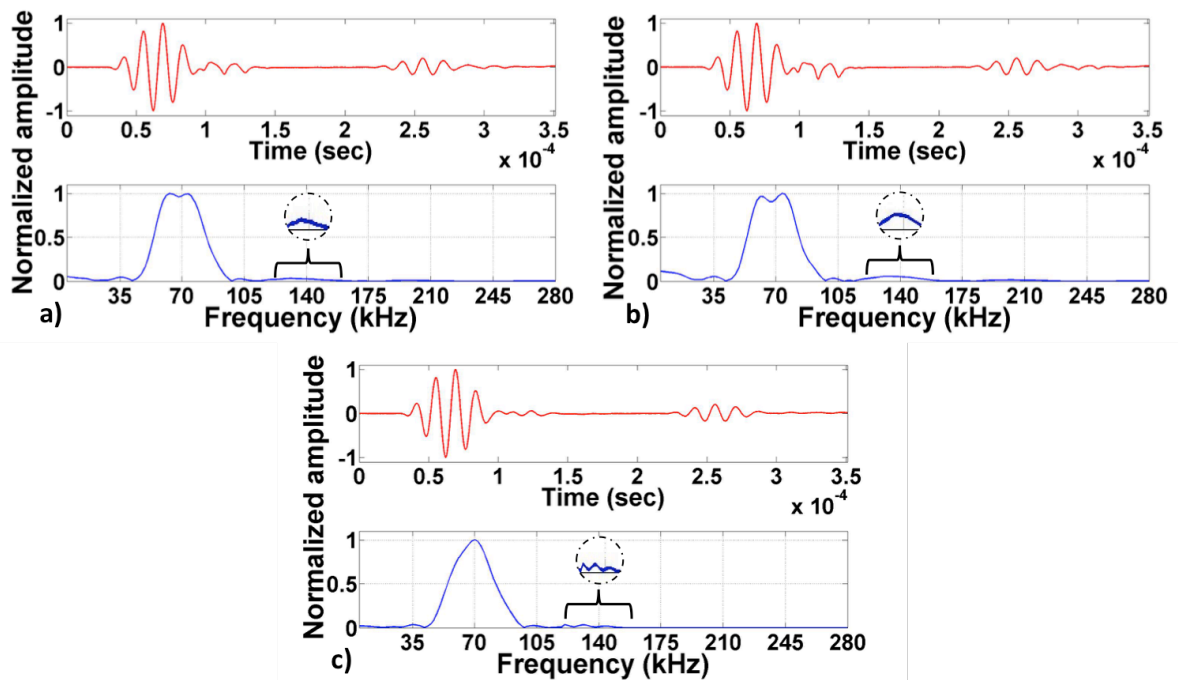 Normalized amplitude
1
0
-1
0 0.5 1 1.5 2 2.5 3 3.5
Time (sec)
x 10^-4
1
0.5
0
35 70 105 140 175 210 245 280
Frequency (kHz)
a)
Normalized amplitude
1
0
-1
0 0.5 1 1.5 2 2.5 3 3.5
Time (sec)
x 10^-4
1
0.5
0
35 70 105 140 175 210 245 280
Frequency (kHz)
b)
Normalized amplitude
1
0
-1
0 0.5 1 1.5 2 2.5 3 3.5
Time (sec)
x 10^-4
1
0.5
0
35 70 105 140 175 210 245 280
Frequency (kHz)
c)